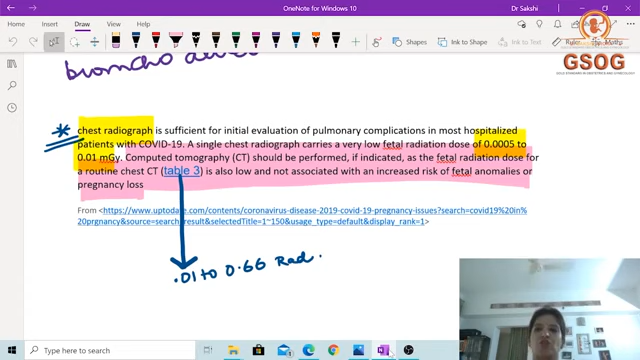 OneNote for Windows 10
Dr Sakshi
Home Insert Draw View Help
Shapes Ink to Shape Ink to Text Ruler Maths
GSOG
broncho
* chest radiograph is sufficient for initial evaluation of pulmonary complications in most hospitalized
patients with COVID-19. A single chest radiograph carries a very low fetal radiation dose of 0.0005 to
0.01 mGy. Computed tomography (CT) should be performed, if indicated, as the fetal radiation dose for
a routine chest CT (table 3) is also low and not associated with an increased risk of fetal anomalies or
pregnancy loss
From <https://www.uptodate.com/contents/coronavirus-disease-2019-covid-19-pregnancy-issues?search=covid19%20in%
20prgnancy&source=search_result&selectedTitle=1~150&usage_type=default&display_rank=1>
.01 to 0.66 Rad.